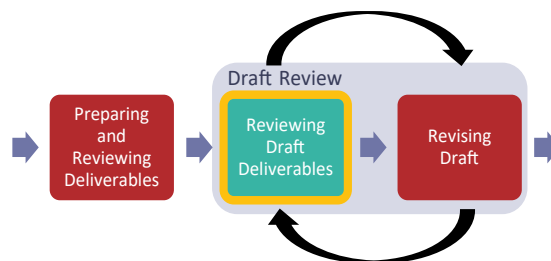 Draft Review
Preparing
and
Reviewing
Deliverables
Reviewing
Draft
Deliverables
Revising
Draft